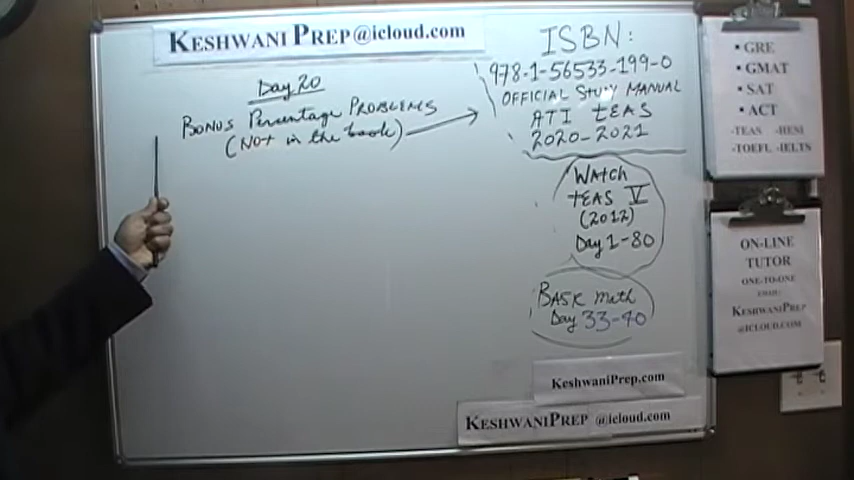 KESHWANIPREP@icloud.com
Day 20
BONUS Percentage PROBLEMS
(NOT in the book)
ISBN:
978-1-56533-199-0
OFFICIAL STUDY MANUAL
ATI tEAS
2020-2021
WATCH
tEAS V
(2012)
Day 1-80
BASIC Math
Day 33-40
KeshwaniPrep.com
KESHWANIPREP @icloud.com
▪ GRE
▪ GMAT
▪ SAT
▪ ACT
-TEAS -HESI
-TOEFL -IELTS
ON-LINE
TUTOR
ONE-TO-ONE
EMAIL:
KESHWANIPREP
@ICLOUD.COM